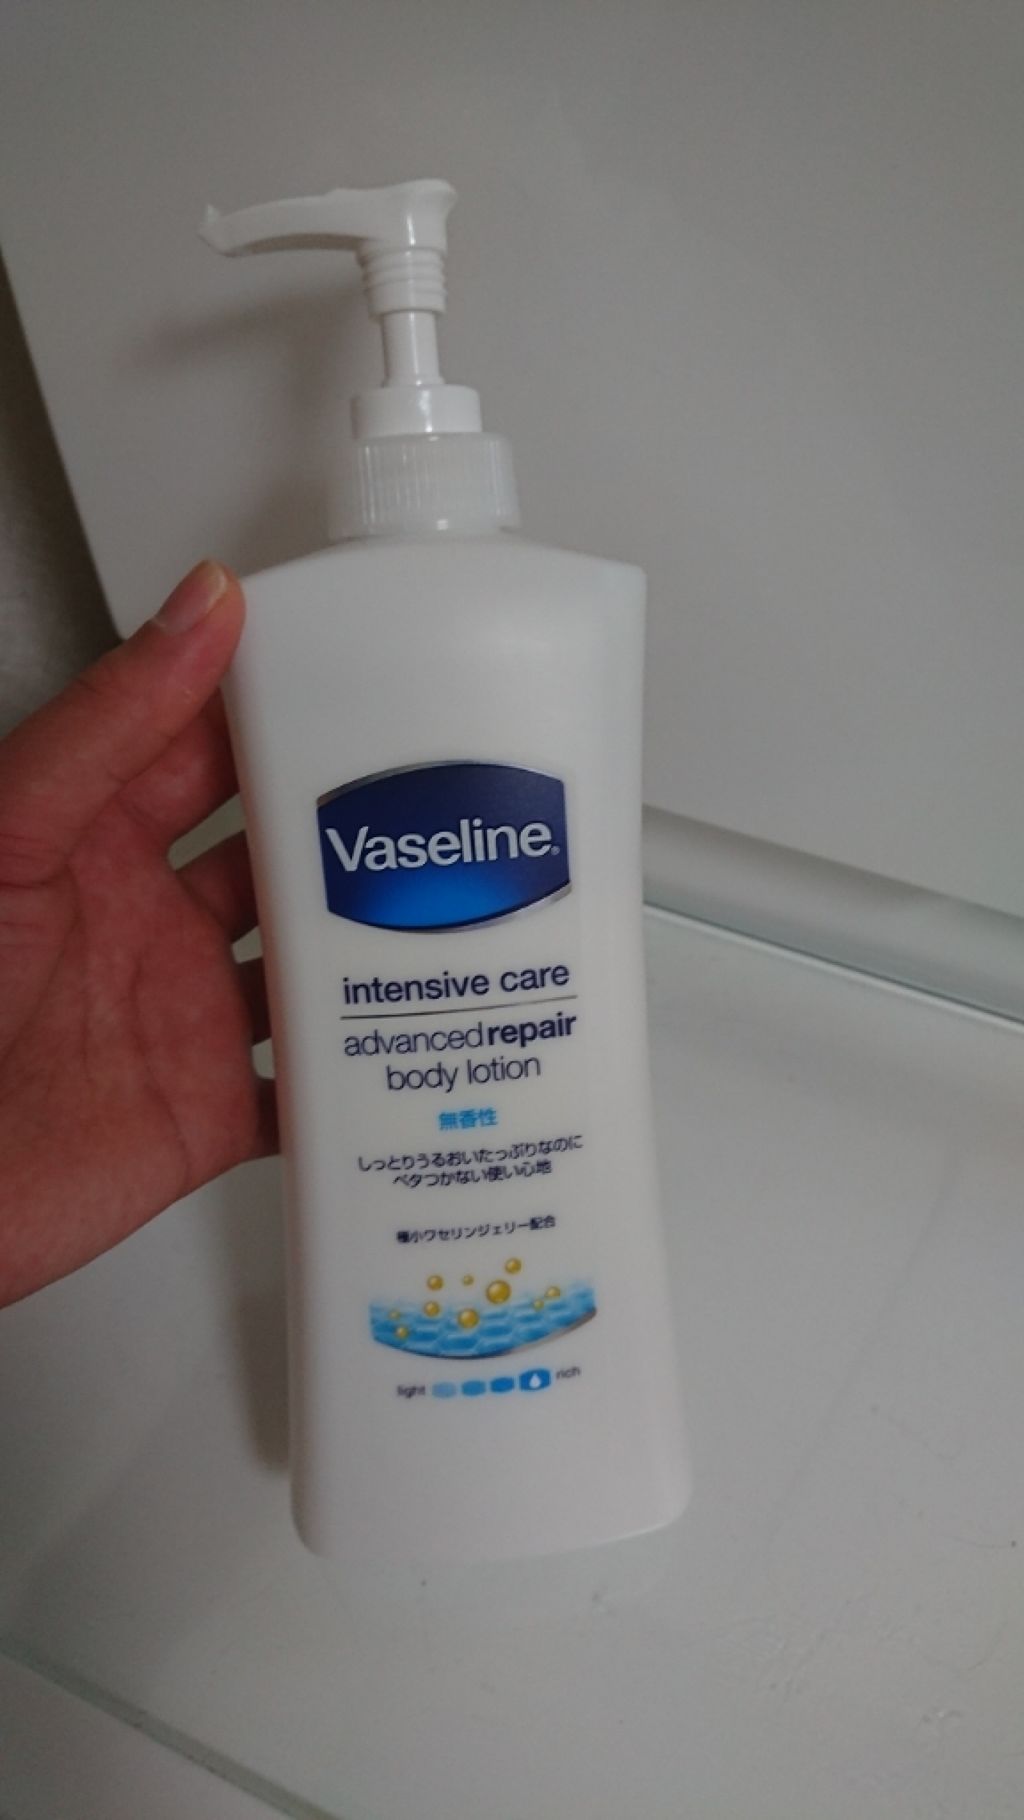 Vaseline®
intensive care
advanced repair
body lotion
無香性
しっとりうるおいたっぷりなのに
ベタつかない使い心地
極小ワセリンジェリー配合
light rich